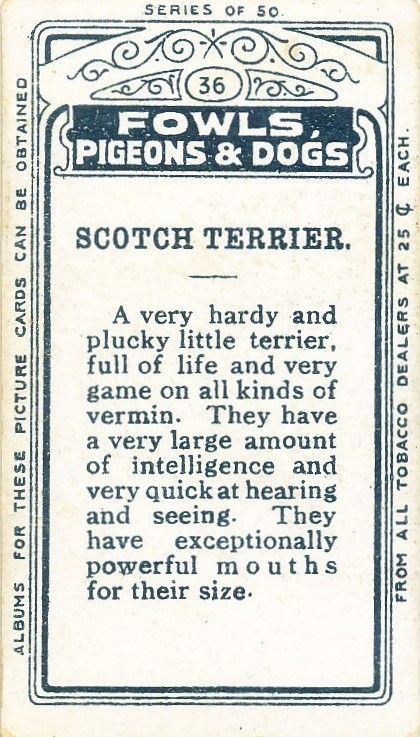 SERIES OF 50.
36
FOWLS,
PIGEONS & DOGS
SCOTCH TERRIER.
A very hardy and
plucky little terrier,
full of life and very
game on all kinds of
vermin. They have
a very large amount
of intelligence and
very quick at hearing
and seeing. They
have exceptionally
powerful mouths
for their size.
ALBUMS FOR THESE PICTURE CARDS CAN BE OBTAINED
FROM ALL TOBACCO DEALERS AT 25 ₵ EACH.